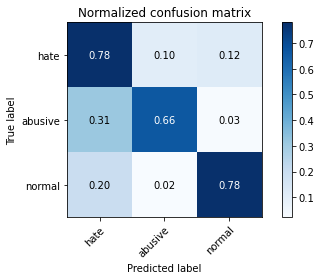 Normalized confusion matrix
hate 0.78 0.10 0.12
abusive 0.31 0.66 0.03
normal 0.20 0.02 0.78
hate abusive normal
True label
Predicted label
0.7
0.6
0.5
0.4
0.3
0.2
0.1